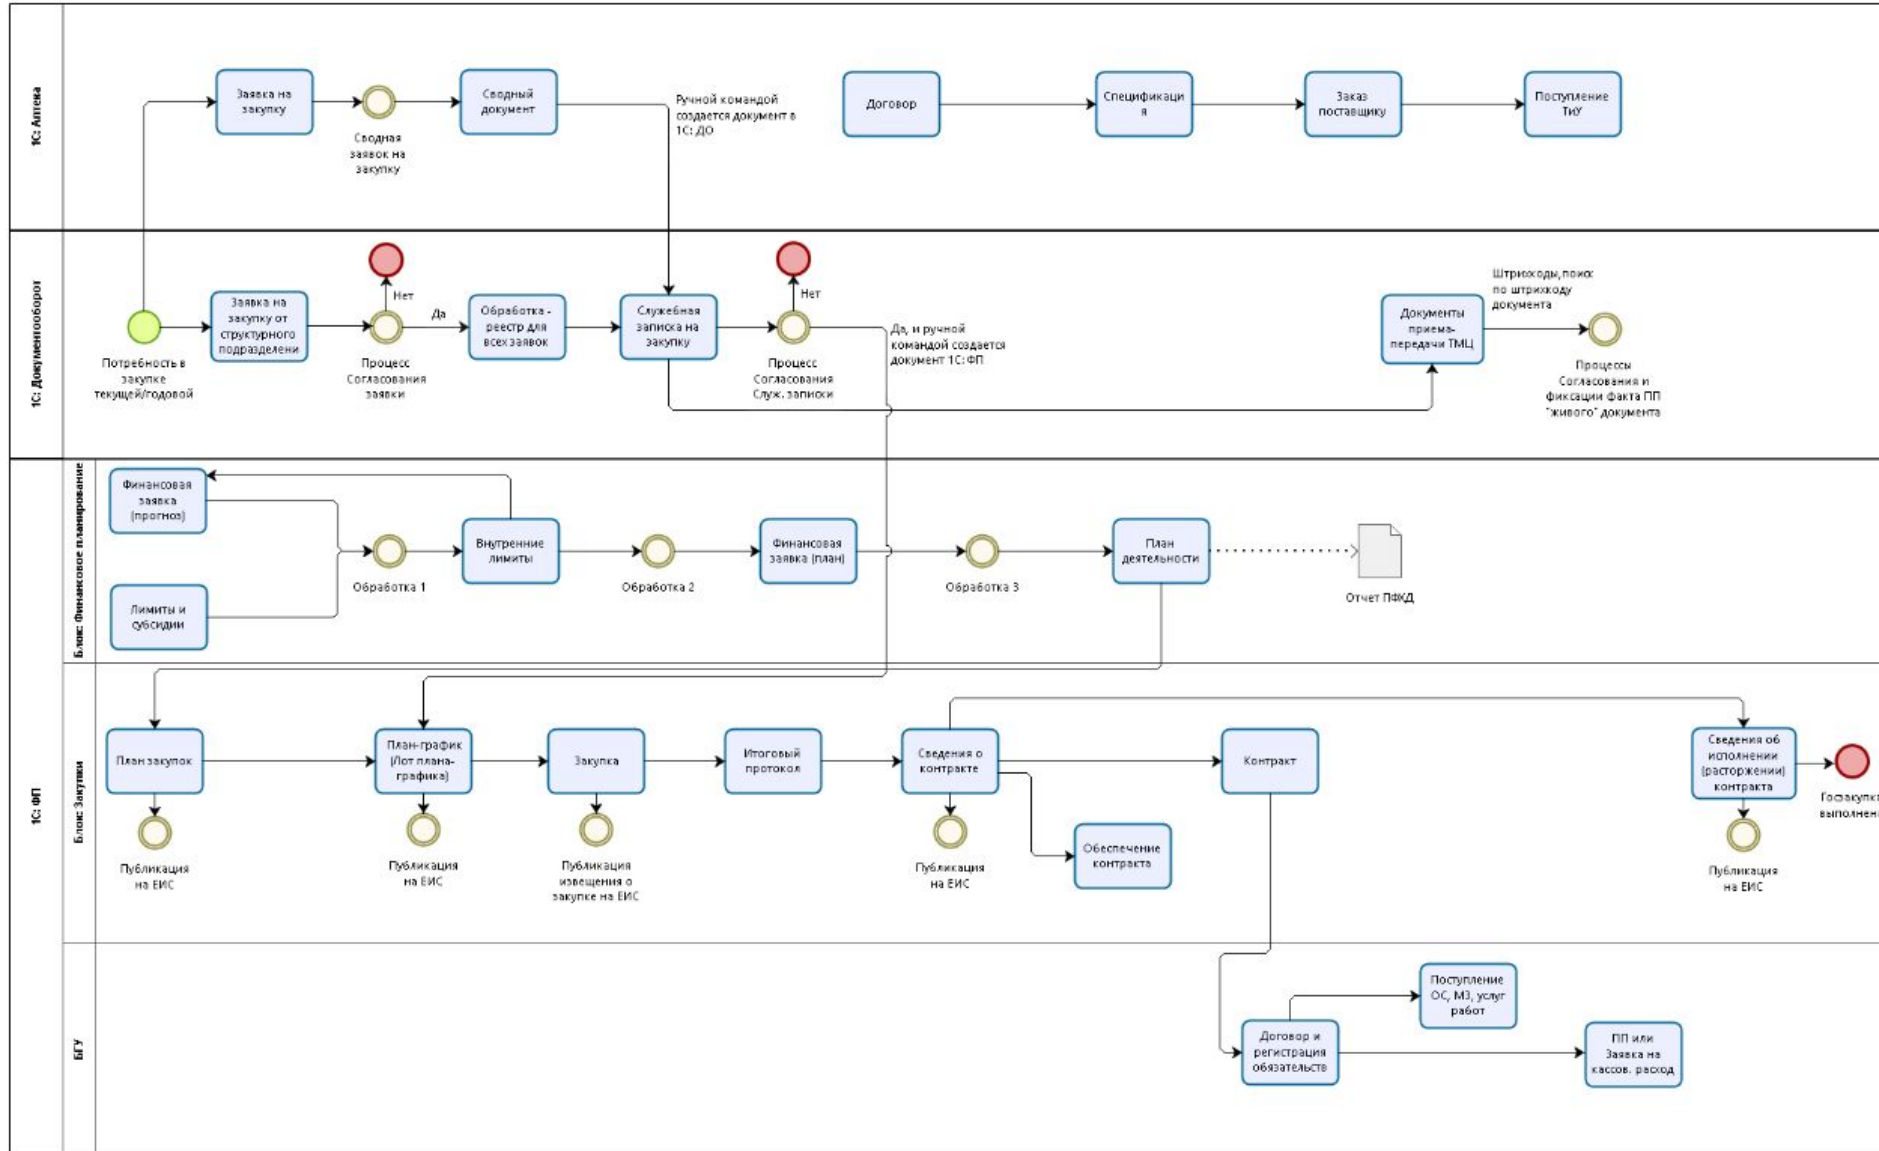 1С: Аптека
Заявка на
закупку
Сводная
заявок на
закупку
Сводный
документ
Ручной командой
создается документ в
1С: ДО
Договор
Спецификаци
я
Заказ
поставщику
Поступление
ТиУ
1С: Документооборот
Потребность в
закупке
текущей/годовой
Заявка на
закупку от
структурного
подразделени
Нет
Да
Процесс
Согласования
заявки
Обработка -
реестр для
всех заявок
Служебная
записка на
закупку
Нет
Процесс
Согласования
Служ. записки
Да, и ручной
командой создается
документ 1С: ФП
Документы
приема-
передачи ТМЦ
Штрихкоды, поиск
по штрихкоду
документа
Процессы
Согласования и
фиксации факта ПП
"живого" документа
1С: ФП
Блок: Финансовое планирование
Финансовая
заявка
(прогноз)
Лимиты и
субсидии
Обработка 1
Внутренние
лимиты
Обработка 2
Финансовая
заявка (план)
Обработка 3
План
деятельности
Отчет ПФХД
Блок: Закупки
План закупок
Публикация
на ЕИС
План-график
(Лот плана-
графика)
Публикация
на ЕИС
Закупка
Публикация
извещения о
закупке на ЕИС
Итоговый
протокол
Сведения о
контракте
Публикация
на ЕИС
Обеспечение
контракта
Контракт
Сведения об
исполнении
(расторжении)
контракта
Публикация
на ЕИС
Госзакупка
выполнена
БГУ
Договор и
регистрация
обязательств
Поступление
ОС, МЗ, услуг
работ
ПП или
Заявка на
кассов. расход